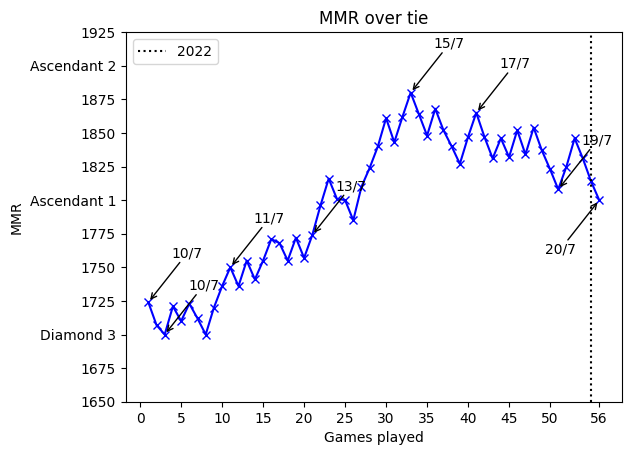 MMR over tie
2022
MMR
1925
Ascendant 2
1875
1850
1825
Ascendant 1
1775
1750
1725
Diamond 3
1675
1650
10/7
10/7
11/7
13/7
15/7
17/7
19/7
20/7
0 5 10 15 20 25 30 35 40 45 50 56
Games played